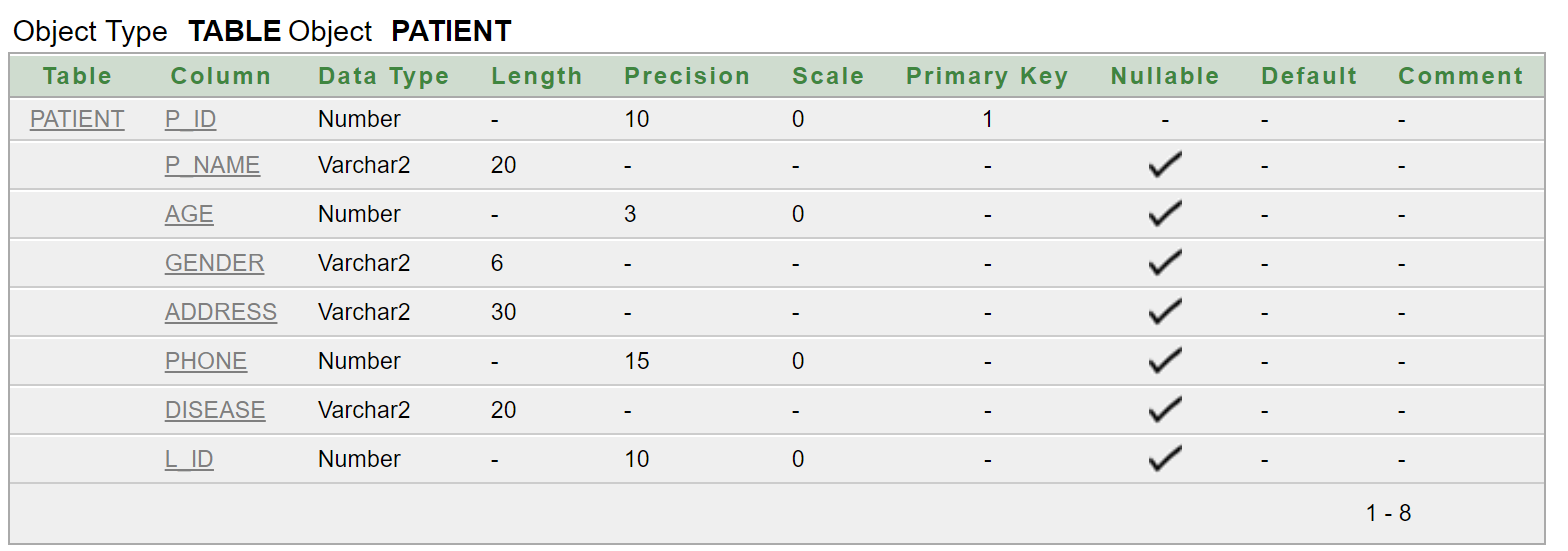 Object Type TABLE Object PATIENT
Table Column Data Type Length Precision Scale Primary Key Nullable Default Comment
PATIENT P_ID Number - 10 0 1 - - -
P_NAME Varchar2 20 - - - ✓ - -
AGE Number - 3 0 - ✓ - -
GENDER Varchar2 6 - - - ✓ - -
ADDRESS Varchar2 30 - - - ✓ - -
PHONE Number - 15 0 - ✓ - -
DISEASE Varchar2 20 - - - ✓ - -
L_ID Number - 10 0 - ✓ - -
1 - 8